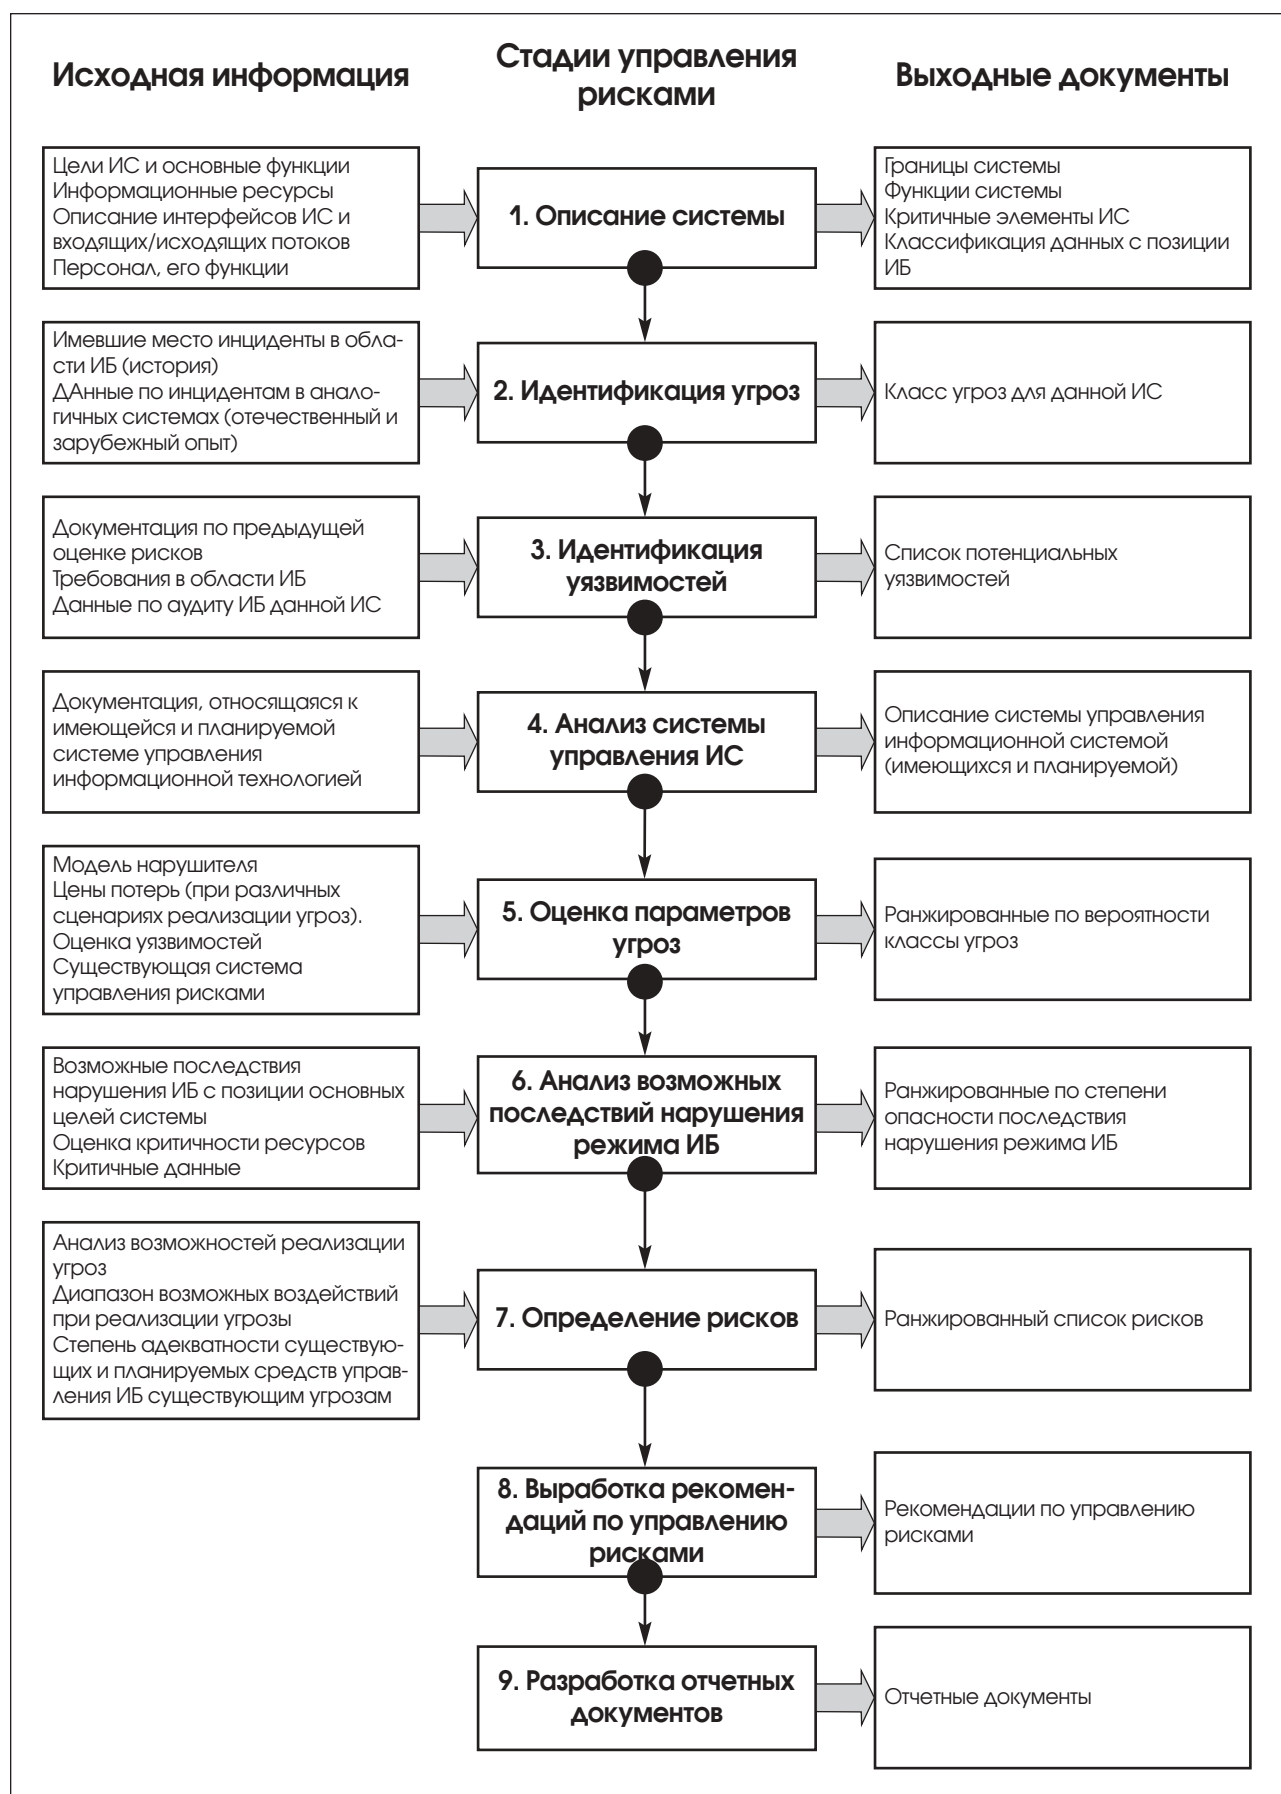 Исходная информация
Стадии управления
рисками
Выходные документы
Цели ИС и основные функции
Информационные ресурсы
Описание интерфейсов ИС и
входящих/исходящих потоков
Персонал, его функции
1. Описание системы
Границы системы
Функции системы
Критичные элементы ИС
Классификация данных с позиции
ИБ
Имевшие место инциденты в обла-
сти ИБ (история)
ДАнные по инцидентам в анало-
гичных системах (отечественный и
зарубежный опыт)
2. Идентификация угроз
Класс угроз для данной ИС
Документация по предыдущей
оценке рисков
Требования в области ИБ
Данные по аудиту ИБ данной ИС
3. Идентификация
уязвимостей
Список потенциальных
уязвимостей
Документация, относящаяся к
имеющейся и планируемой
системе управления
информационной технологией
4. Анализ системы
управления ИС
Описание системы управления
информационной системой
(имеющихся и планируемой)
Модель нарушителя
Цены потерь (при различных
сценариях реализации угроз).
Оценка уязвимостей
Существующая система
управления рисками
5. Оценка параметров
угроз
Ранжированные по вероятности
классы угроз
Возможные последствия
нарушения ИБ с позиции основных
целей системы
Оценка критичности ресурсов
Критичные данные
6. Анализ возможных
последствий нарушения
режима ИБ
Ранжированные по степени
опасности последствия
нарушения режима ИБ
Анализ возможностей реализации
угроз
Диапазон возможных воздействий
при реализации угрозы
Степень адекватности существую-
щих и планируемых средств управ-
ления ИБ существующим угрозам
7. Определение рисков
Ранжированный список рисков
8. Выработка рекомен-
даций по управлению
рисками
Рекомендации по управлению
рисками
9. Разработка отчетных
документов
Отчетные документы